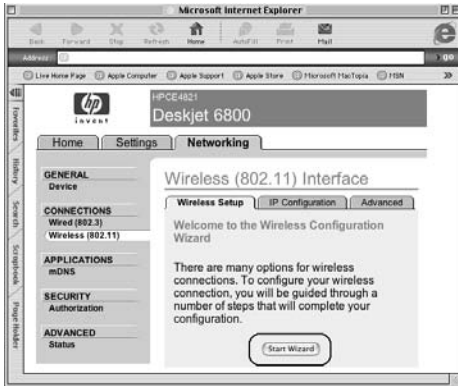 Microsoft Internet Explorer
Back Forward Stop Refresh Home AutoFill Print Mail
Address: go
Live Home Page Apple Computer Apple Support Apple Store Microsoft MacTopia MSN
Favorites
History
Search
Scrapbook
Page Holder
hp
invent
HPCE4821
Deskjet 6800
Home Settings Networking
GENERAL
Device
CONNECTIONS
Wired (802.3)
Wireless (802.11)
APPLICATIONS
mDNS
SECURITY
Authorization
ADVANCED
Status
Wireless (802.11) Interface
Wireless Setup IP Configuration Advanced
Welcome to the Wireless Configuration
Wizard
There are many options for wireless
connections. To configure your wireless
connection, you will be guided through a
number of steps that will complete your
configuration.
Start Wizard